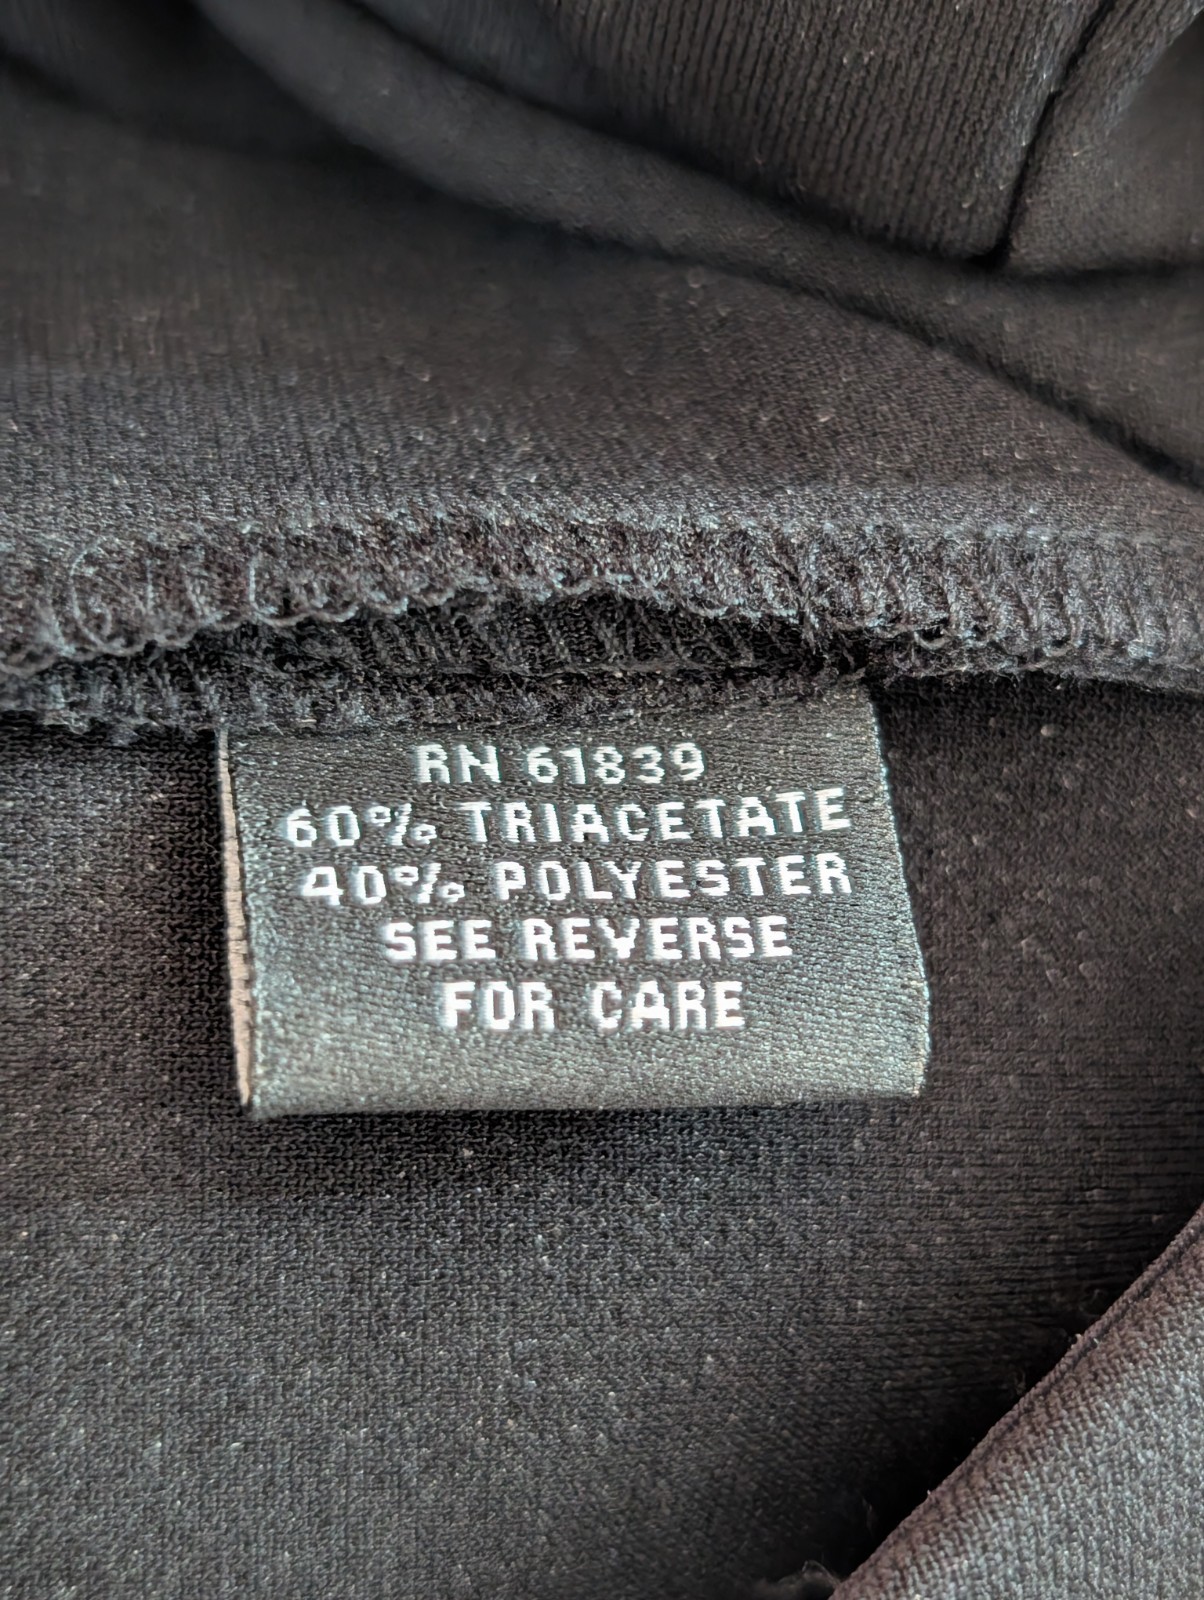 RN 61839
60% TRIACETATE
40% POLYESTER
SEE REVERSE
FOR CARE